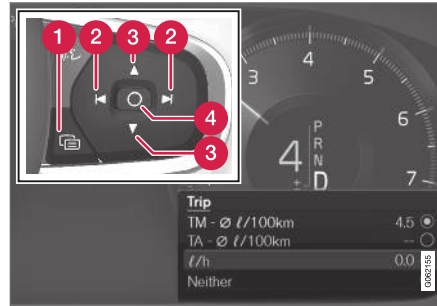 1
2
3
2
4
3
3
4
5
6
7
4
P
R
N
D
±
Trip
TM - Ø ℓ/100km 4.5
TA - Ø ℓ/100km --
ℓ/h 0.0
Neither
G062155